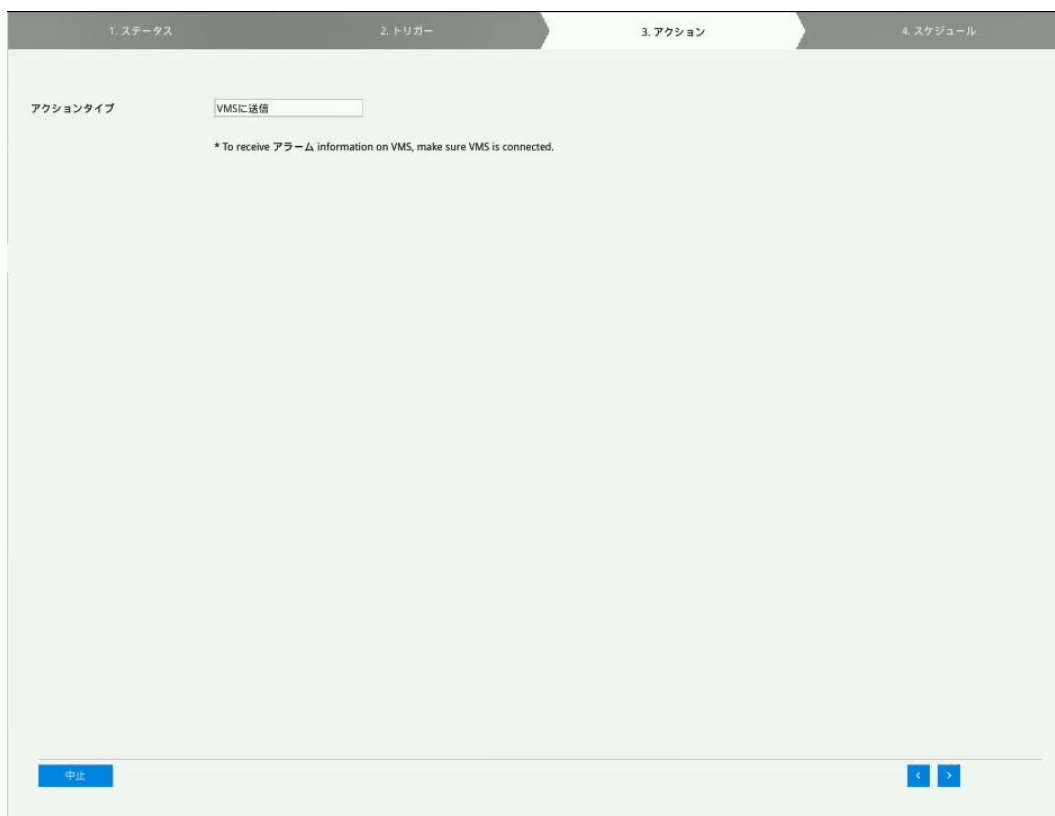 1. ステータス
2. トリガー
3. アクション
4. スケジュール
アクションタイプ
VMSに送信
* To receive アラーム information on VMS, make sure VMS is connected.
中止